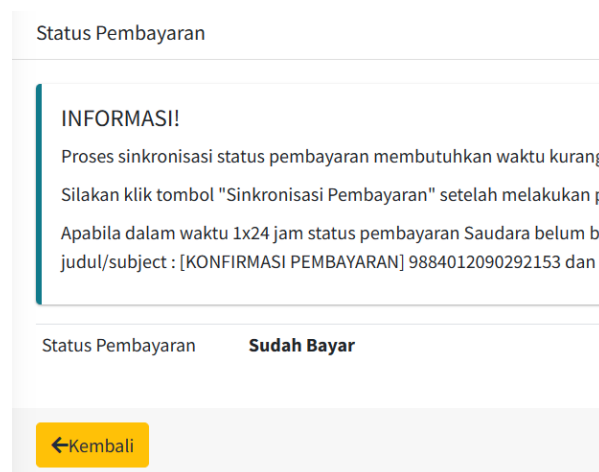 Status Pembayaran
INFORMASI!
Proses sinkronisasi status pembayaran membutuhkan waktu kurang
Silakan klik tombol "Sinkronisasi Pembayaran" setelah melakukan
Apabila dalam waktu 1x24 jam status pembayaran Saudara belum b
judul/subject : [KONFIRMASI PEMBAYARAN] 9884012090292153 dan
Status Pembayaran Sudah Bayar
Kembali